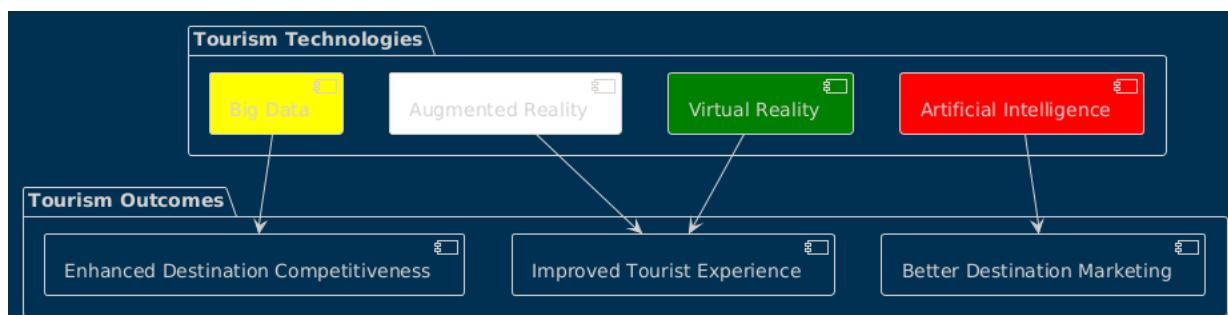 Tourism Technologies
Big Data
Augmented Reality
Virtual Reality
Artificial Intelligence
Tourism Outcomes
Enhanced Destination Competitiveness
Improved Tourist Experience
Better Destination Marketing